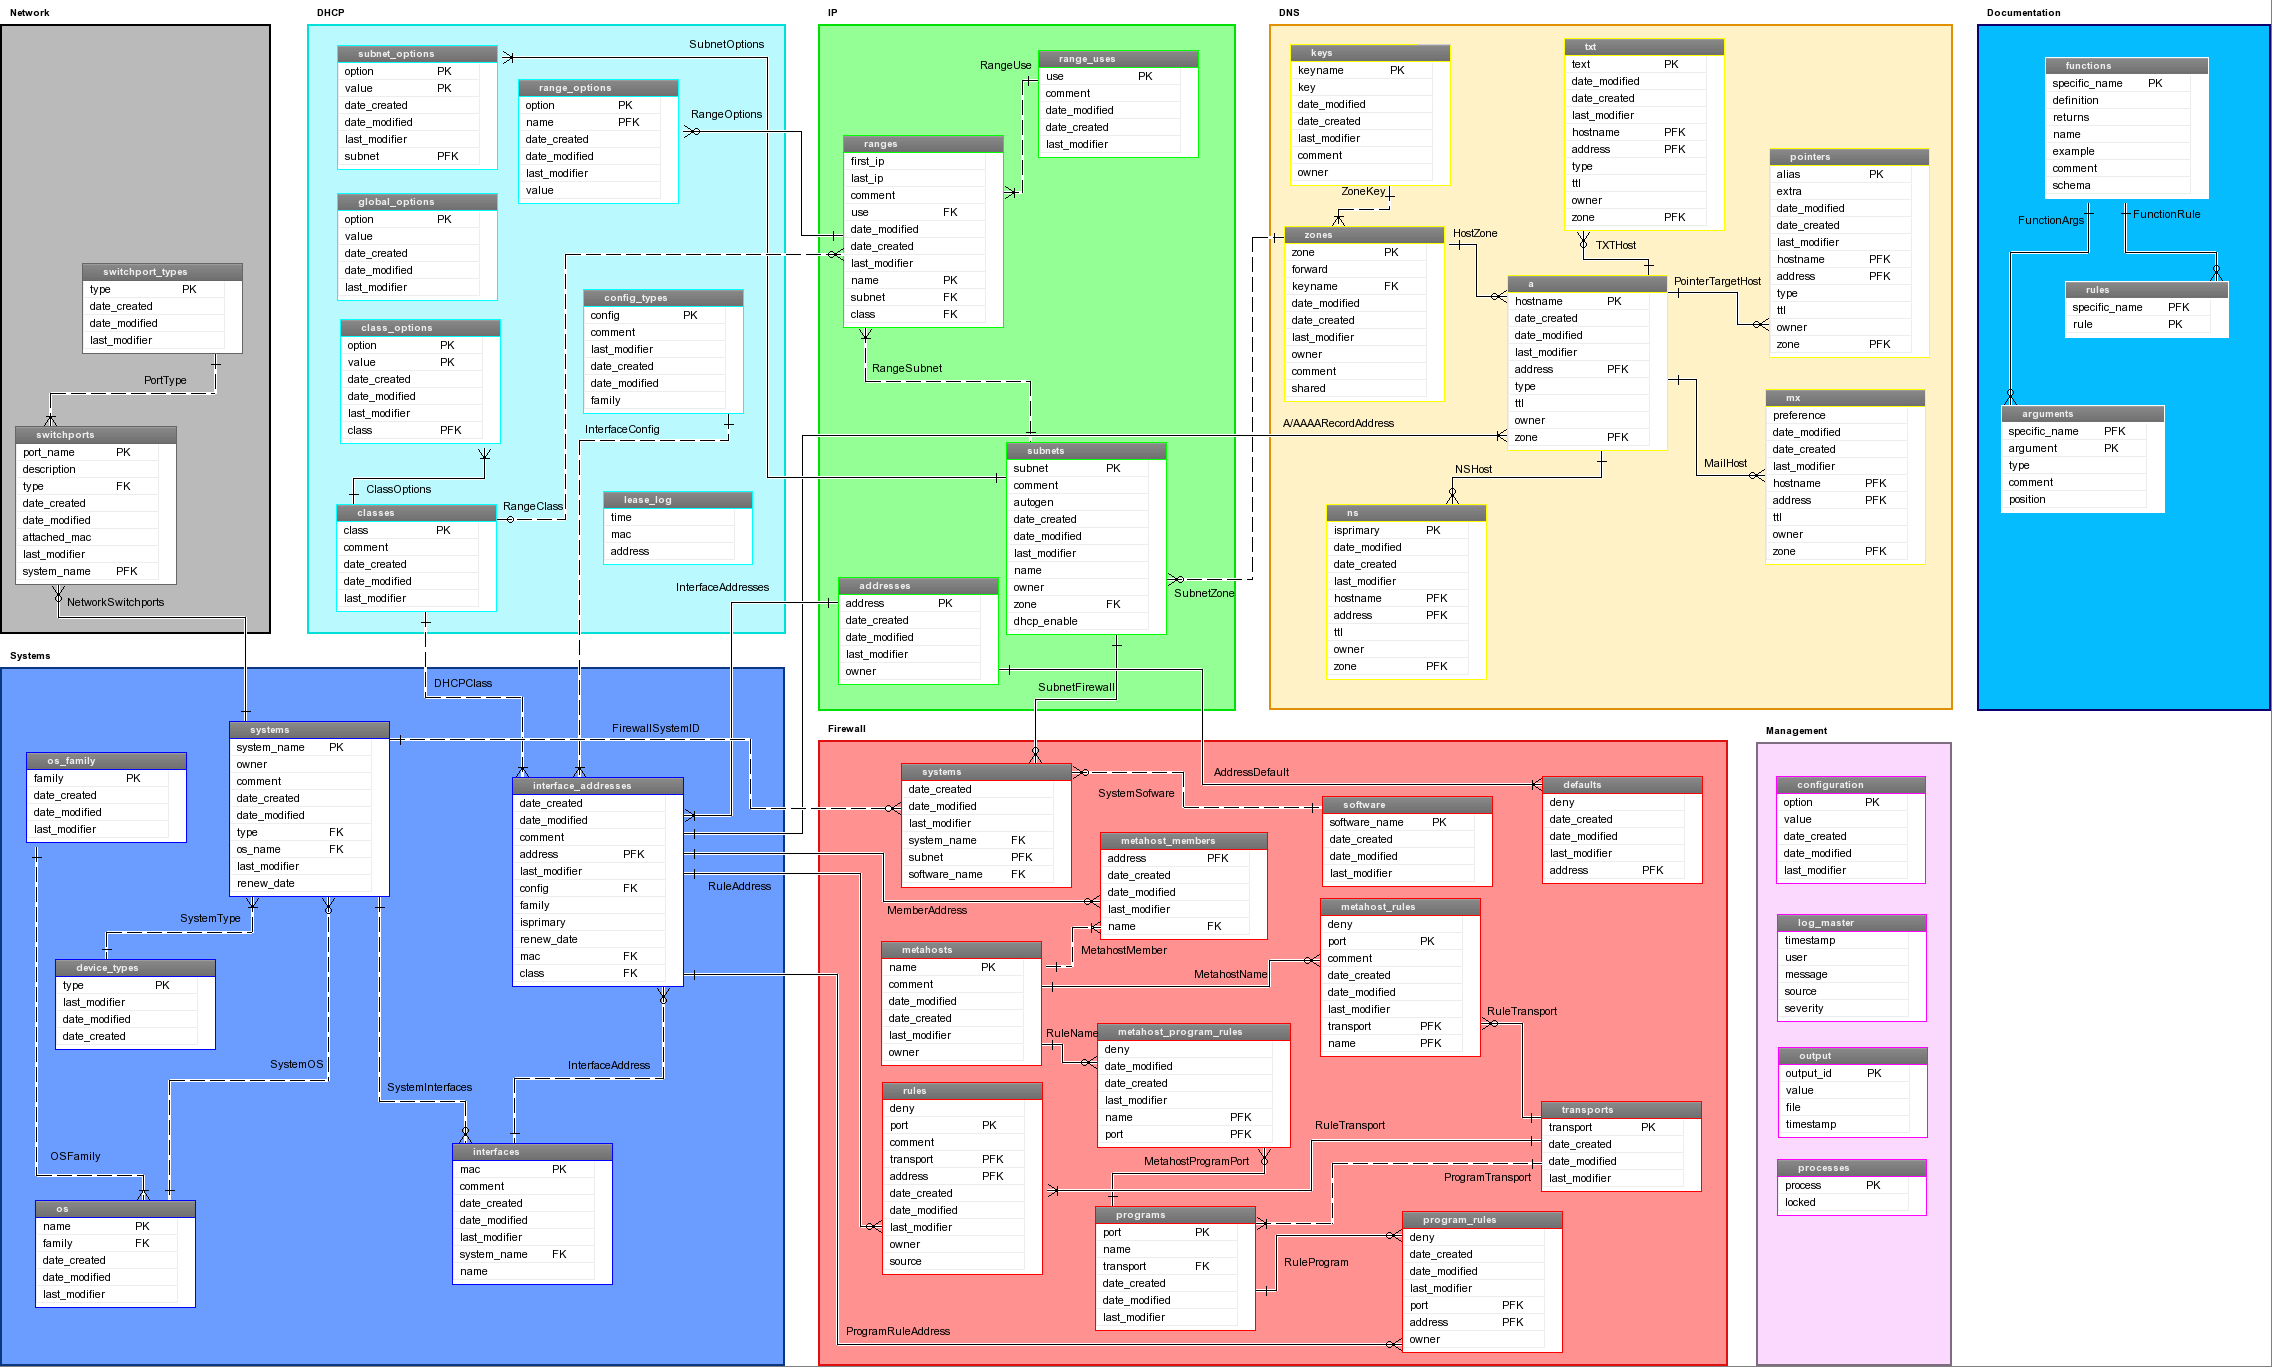 Network
switchport_types
type PK
date_created
date_modified
last_modifier
PortType
switchports
port_name PK
description
type FK
date_created
date_modified
attached_mac
last_modifier
system_name PFK
NetworkSwitchports
DHCP
subnet_options
option PK
value PK
date_created
date_modified
last_modifier
subnet PFK
SubnetOptions
range_options
option PK
name PFK
date_created
date_modified
last_modifier
value
RangeOptions
global_options
option PK
value
date_created
date_modified
last_modifier
class_options
option PK
value PK
date_created
date_modified
last_modifier
class PFK
ClassOptions
config_types
config PK
comment
last_modifier
date_created
date_modified
family
InterfaceConfig
classes
class PK
comment
date_created
date_modified
last_modifier
RangeClass
lease_log
time
mac
address
InterfaceAddresses
IP
RangeUse
range_uses
use PK
comment
date_modified
date_created
last_modifier
ranges
first_ip
last_ip
comment
use FK
date_modified
date_created
last_modifier
name PK
subnet FK
class FK
RangeSubnet
subnets
subnet PK
comment
autogen
date_created
date_modified
last_modifier
name
owner
zone FK
dhcp_enable
addresses
address PK
date_created
date_modified
last_modifier
owner
SubnetZone
SubnetFirewall
DNS
keys
keyname PK
key
date_modified
date_created
last_modifier
comment
owner
ZoneKey
zones
zone PK
forward
keyname FK
date_modified
date_created
last_modifier
owner
comment
shared
HostZone
txt
text PK
date_modified
date_created
last_modifier
hostname PFK
address PFK
type
ttl
owner
zone PFK
TXTHost
a
hostname PK
date_created
date_modified
last_modifier
address PFK
type
ttl
owner
zone PFK
PointerTargetHost
pointers
alias PK
extra
date_modified
date_created
last_modifier
hostname PFK
address PFK
type
ttl
owner
zone PFK
A/AAAARecordAddress
NSHost
MailHost
mx
preference
date_modified
date_created
last_modifier
hostname PFK
address PFK
ttl
owner
zone PFK
ns
isprimary PK
date_modified
date_created
last_modifier
hostname PFK
address PFK
ttl
owner
zone PFK
Documentation
functions
specific_name PK
definition
returns
name
example
comment
schema
FunctionArgs
FunctionRule
rules
specific_name PFK
rule PK
arguments
specific_name PFK
argument PK
type
comment
position
Systems
DHCPClass
FirewallSystemID
systems
system_name PK
owner
comment
date_created
date_modified
type FK
os_name FK
last_modifier
renew_date
os_family
family PK
date_created
date_modified
last_modifier
interface_addresses
date_created
date_modified
comment
address PFK
last_modifier
config FK
family
isprimary
renew_date
mac FK
class FK
RuleAddress
SystemType
device_types
type PK
last_modifier
date_modified
date_created
SystemOS
SystemInterfaces
InterfaceAddress
OSFamily
os
name PK
family FK
date_created
date_modified
last_modifier
interfaces
mac PK
comment
date_created
date_modified
last_modifier
system_name FK
name
Firewall
systems
date_created
date_modified
last_modifier
system_name FK
subnet PFK
software_name FK
SystemSofware
AddressDefault
software
software_name PK
date_created
date_modified
last_modifier
defaults
deny
date_created
date_modified
last_modifier
address PFK
metahost_members
address PFK
date_created
date_modified
last_modifier
name FK
MemberAddress
MetahostMember
metahosts
name PK
comment
date_modified
date_created
last_modifier
owner
MetahostName
metahost_rules
deny
port PK
comment
date_created
date_modified
last_modifier
transport PFK
name PFK
RuleTransport
RuleName
metahost_program_rules
deny
date_modified
date_created
last_modifier
name PFK
port PFK
MetahostProgramPort
rules
deny
port PK
comment
transport PFK
address PFK
date_created
date_modified
last_modifier
owner
source
RuleTransport
ProgramTransport
transports
transport PK
date_created
date_modified
last_modifier
programs
port PK
name
transport FK
date_created
date_modified
last_modifier
RuleProgram
program_rules
deny
date_created
date_modified
last_modifier
port PFK
address PFK
owner
ProgramRuleAddress
Management
configuration
option PK
value
date_created
date_modified
last_modifier
log_master
timestamp
user
message
source
severity
output
output_id PK
value
file
timestamp
processes
process PK
locked